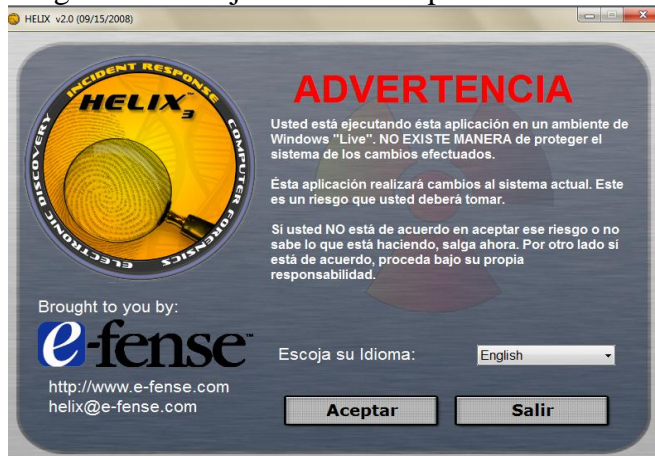 HELIX v2.0 (09/15/2008)
INCIDENT RESPONSE
COMPUTER FORENSICS
ELECTRONIC DISCOVERY
HELIX3™
ADVERTENCIA
Usted está ejecutando ésta aplicación en un ambiente de
Windows "Live". NO EXISTE MANERA de proteger el
sistema de los cambios efectuados.
Ésta aplicación realizará cambios al sistema actual. Este
es un riesgo que usted deberá tomar.
Si usted NO está de acuerdo en aceptar ese riesgo o no
sabe lo que está haciendo, salga ahora. Por otro lado sí
está de acuerdo, proceda bajo su propia
responsabilidad.
Brought to you by:
e-fense™
http://www.e-fense.com
helix@e-fense.com
Escoja su Idioma:
English
Aceptar
Salir